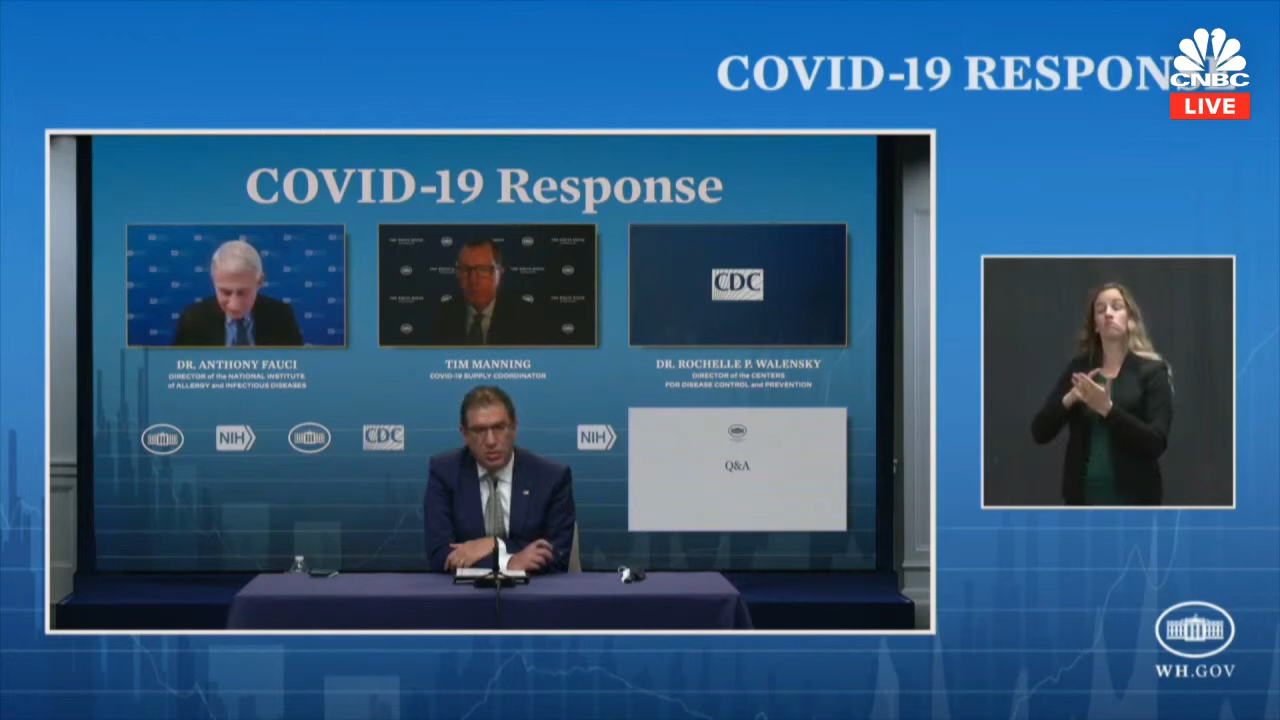 COVID-19 RESPONS
CNBC
LIVE
COVID-19 Response
CDC
DR. ANTHONY FAUCI
DIRECTOR of the NATIONAL INSTITUTE
of ALLERGY and INFECTIOUS DISEASES
TIM MANNING
COVID-19 SUPPLY COORDINATOR
DR. ROCHELLE P. WALENSKY
DIRECTOR of the CENTERS
FOR DISEASE CONTROL and PREVENTION
NIH
CDC
NIH
Q&A
WH.GOV